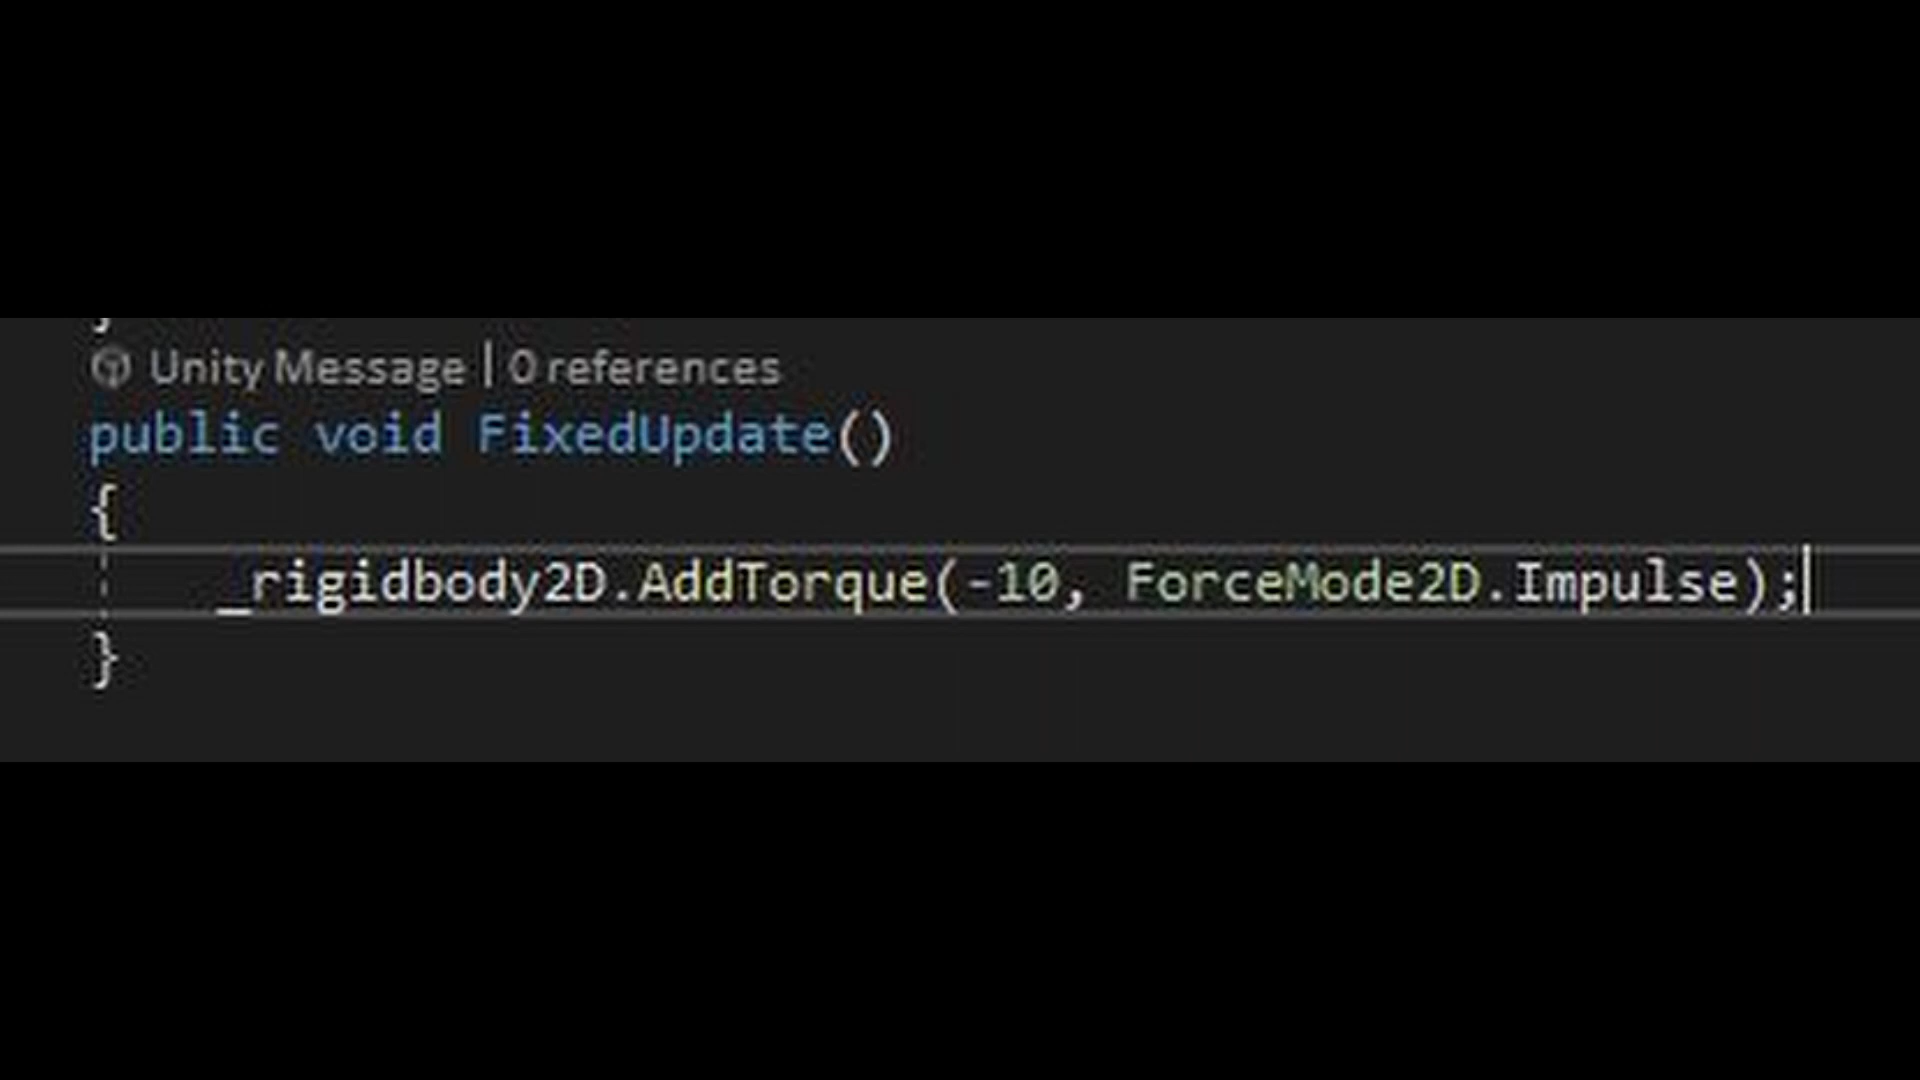 Unity Message | 0 references
public void FixedUpdate()
{
_rigidbody2D.AddTorque(-10, ForceMode2D.Impulse);
}